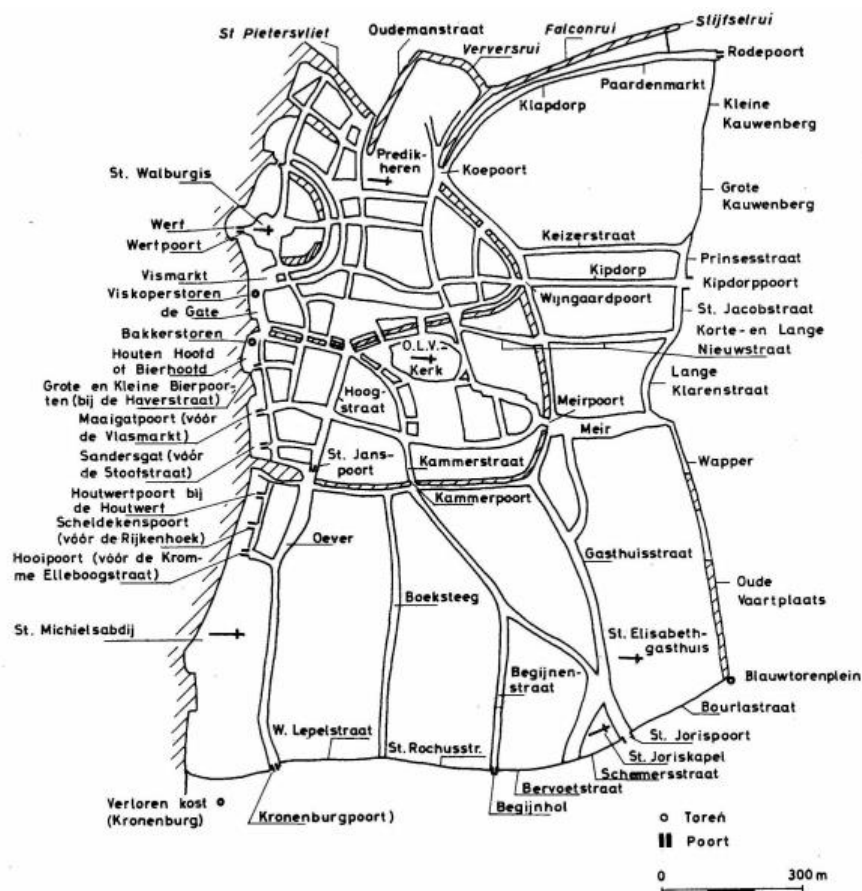 St Pietersvliet
Oudemanstraat
Verversrui
Falconrui
Stijfselrui
Rodepoort
Paardenmarkt
Klapdorp
Kleine
Kauwenberg
Predik-
heren
Koepoort
St. Walburgis
Grote
Kauwenberg
Werf
Werfpoort
Keizerstraat
Prinsesstraat
Vismarkt
Kipdorp
Kipdorppoort
Viskoperstoren
Wijngaardpoort
de Gate
St. Jacobstraat
Bakkerstoren
O.L.V.-
Kerk
Korte- en Lange
Nieuwstraat
Houten Hoofd
of Bierhoofd
Grote en Kleine Bierpoor-
ten (bij de Haverstraat)
Hoog-
straat
Lange
Klarenstraat
Maaigatpoort (vóór
de Vlasmarkt)
Meirpoort
Meir
Sandersgat (vóór
de Stoofstraat)
St. Jans-
poort
Kammerstraat
Wapper
Houtwertpoort bij
de Houtwerf
Kammerpoort
Scheldekenspoort
(vóór de Rijkenhoek)
Oever
Hooipoort (vóór de Krom-
me Elleboogstraat)
Gasthuisstraat
Boeksteeg
Oude
Vaartplaats
St. Michielsabdij
St. Elisabeth-
gasthuis
Begijnen-
straat
Blauwtorenplein
Bourlastraat
W. Lepelstraat
St. Rochusstr.
St. Jorispoort
St. Joriskapel
Schermersstraat
Bervoetstraat
Begijnhol
Verloren kost
(Kronenburg)
Kronenburgpoort)
Toren
Poort
0 300 m